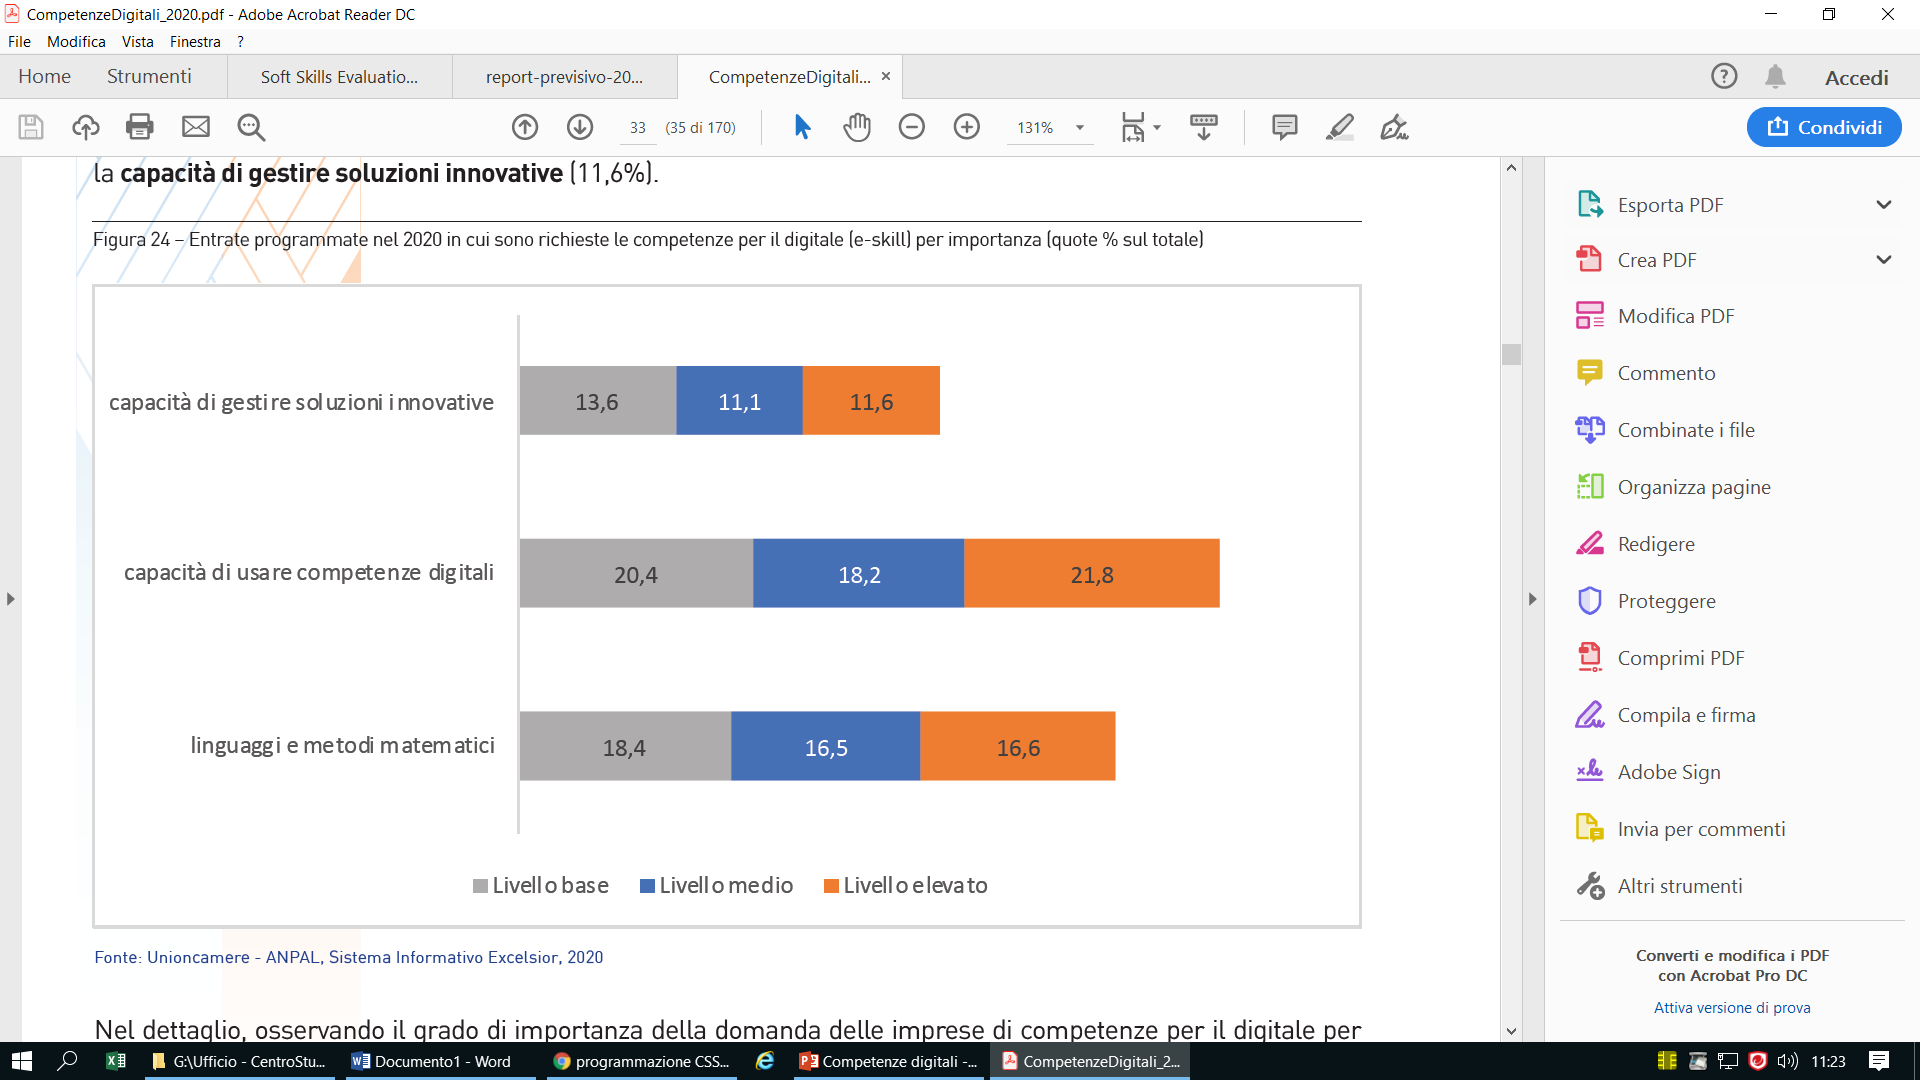 CompetenzeDigitali_2020.pdf - Adobe Acrobat Reader DC
File Modifica Vista Finestra ?
Home Strumenti Soft Skills Evaluatio... report-previsivo-20... CompetenzeDigitali... × Accedi
33 (35 di 170) 131% Condividi
la capacità di gestire soluzioni innovative (11,6%).
Figura 24 – Entrate programmate nel 2020 in cui sono richieste le competenze per il digitale (e-skill) per importanza (quote % sul totale)
capacità di gestire soluzioni innovative 13,6 11,1 11,6
capacità di usare competenze digitali 20,4 18,2 21,8
linguaggi e metodi matematici 18,4 16,5 16,6
Livello base Livello medio Livello elevato
Fonte: Unioncamere - ANPAL, Sistema Informativo Excelsior, 2020
Nel dettaglio, osservando il grado di importanza della domanda delle imprese di competenze per il digitale per
Esporta PDF
Crea PDF
Modifica PDF
Commento
Combinate i file
Organizza pagine
Redigere
Proteggere
Comprimi PDF
Compila e firma
Adobe Sign
Invia per commenti
Altri strumenti
Converti e modifica i PDF
con Acrobat Pro DC
Attiva versione di prova
G:\Ufficio - CentroStu... Documento1 - Word programmazione CSS... Competenze digitali -... CompetenzeDigitali_2... 11:23